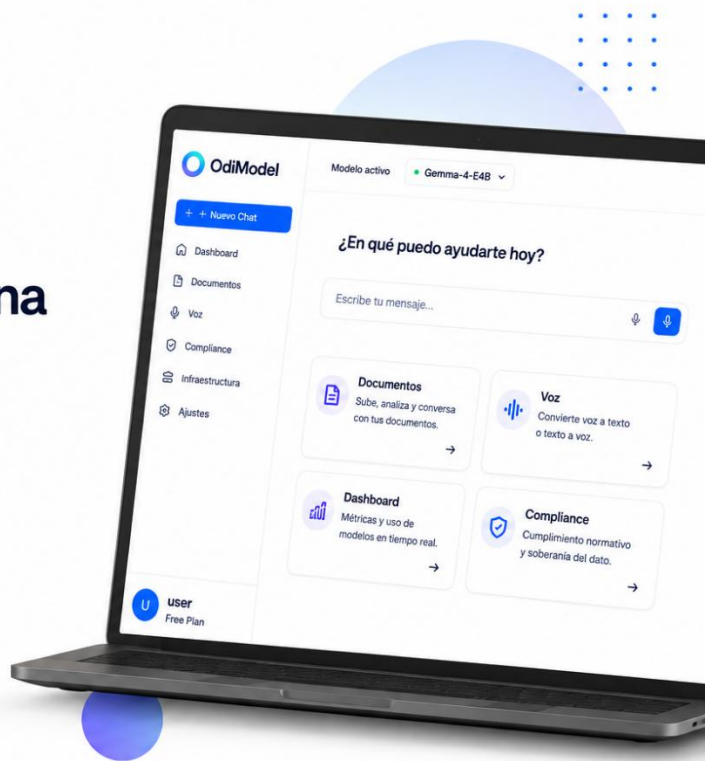 na
OdiModel
Modelo activo
Gemma-4-E4B
+ + Nuevo Chat
Dashboard
Documentos
Voz
Compliance
Infraestructura
Ajustes
¿En qué puedo ayudarte hoy?
Escribe tu mensaje...
Documentos
Sube, analiza y conversa
con tus documentos.
Voz
Convierte voz a texto
o texto a voz.
Dashboard
Métricas y uso de
modelos en tiempo real.
Compliance
Cumplimiento normativo
y soberanía del dato.
U
user
Free Plan